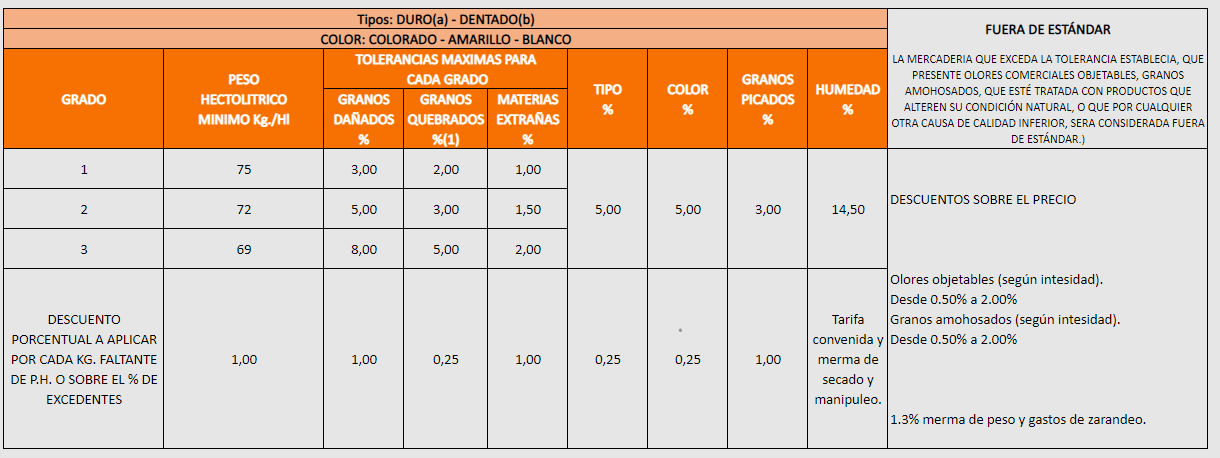 Tipos: DURO(a) - DENTADO(b)
COLOR: COLORADO - AMARILLO - BLANCO
FUERA DE ESTÁNDAR
LA MERCADERIA QUE EXCEDA LA TOLERANCIA ESTABLECIA, QUE
PRESENTE OLORES COMERCIALES OBJETABLES, GRANOS
AMOHOSADOS, QUE ESTÉ TRATADA CON PRODUCTOS QUE
ALTEREN SU CONDICIÓN NATURAL, O QUE POR CUALQUIER
OTRA CAUSA DE CALIDAD INFERIOR, SERA CONSIDERADA FUERA
DE ESTÁNDAR.)
GRADO
PESO
HECTOLITRICO
MINIMO Kg./Hl
TOLERANCIAS MAXIMAS PARA
CADA GRADO
GRANOS
DAÑADOS
%
GRANOS
QUEBRADOS
%(1)
MATERIAS
EXTRAÑAS
%
TIPO
%
COLOR
%
GRANOS
PICADOS
%
HUMEDAD
%
1 75 3,00 2,00 1,00
2 72 5,00 3,00 1,50 5,00 5,00 3,00 14,50
3 69 8,00 5,00 2,00
DESCUENTOS SOBRE EL PRECIO
DESCUENTO
PORCENTUAL A APLICAR
POR CADA KG. FALTANTE
DE P.H. O SOBRE EL % DE
EXCEDENTES
1,00 1,00 0,25 1,00 0,25 0,25 1,00
Tarifa
convenida y
merma de
secado y
manipuleo.
Olores objetables (según intesidad).
Desde 0.50% a 2.00%
Granos amohosados (según intesidad).
Desde 0.50% a 2.00%
1.3% merma de peso y gastos de zarandeo.